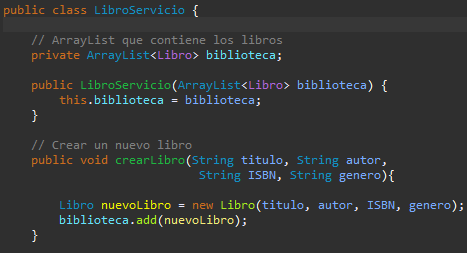 public class LibroServicio {
// ArrayList que contiene los libros
private ArrayList<Libro> biblioteca;
public LibroServicio(ArrayList<Libro> biblioteca) {
this.biblioteca = biblioteca;
}
// Crear un nuevo libro
public void crearLibro(String titulo, String autor,
String ISBN, String genero){
Libro nuevoLibro = new Libro(titulo, autor, ISBN, genero);
biblioteca.add(nuevoLibro);
}